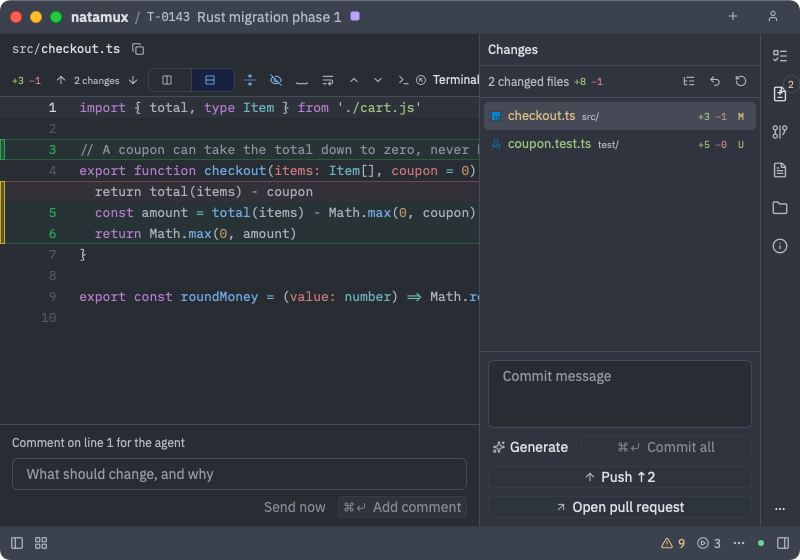 natamux / T-0143 Rust migration phase 1
src/checkout.ts
+3 −1 2 changes Terminal
1 import { total, type Item } from './cart.js'
2
3 // A coupon can take the total down to zero, never
4 export function checkout(items: Item[], coupon = 0)
return total(items) - coupon
5 const amount = total(items) - Math.max(0, coupon)
6 return Math.max(0, amount)
7 }
8
9 export const roundMoney = (value: number) => Math.ro
10
Comment on line 1 for the agent
What should change, and why
Send now ⌘↵ Add comment
Changes
2 changed files +8 −1
checkout.ts src/ +3 −1 M
coupon.test.ts test/ +5 −0 U
2
Commit message
Generate ⌘↵ Commit all
↑ Push ↑2
↗ Open pull request
9 3